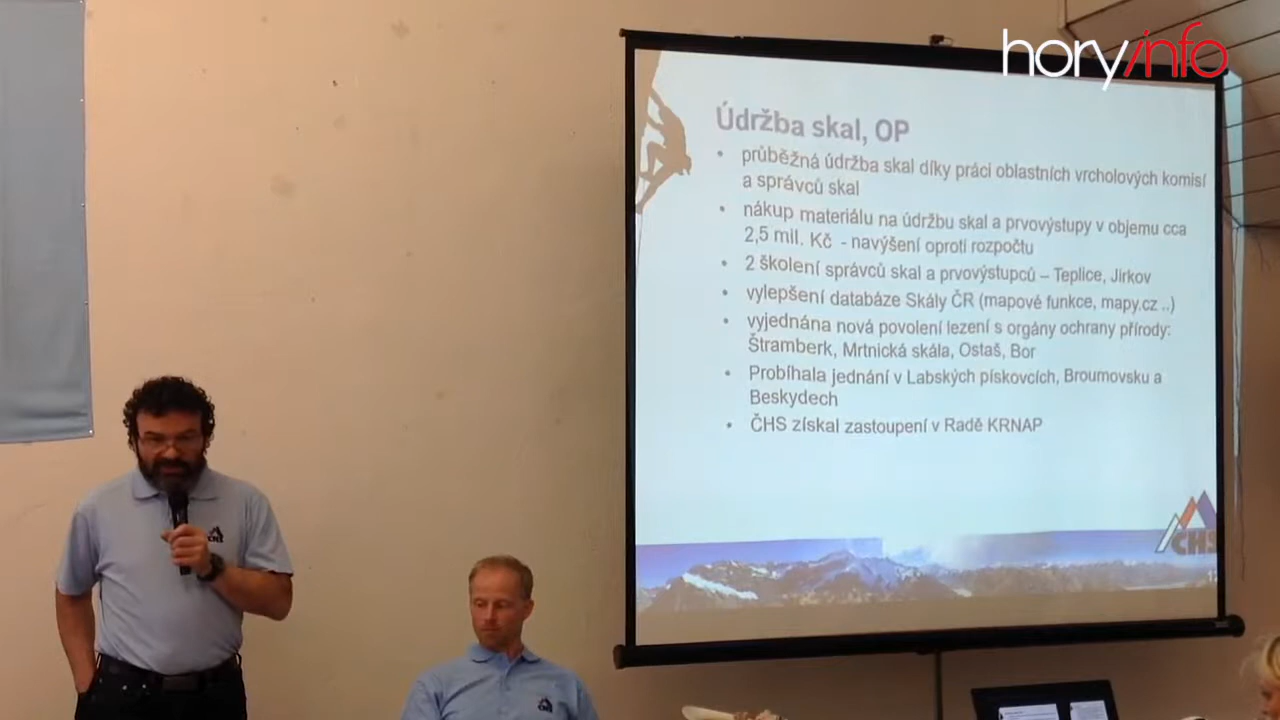 horyinfo
Údržba skal, OP
• průběžná údržba skal díky práci oblastních vrcholových komisí
a správců skal
• nákup materiálu na údržbu skal a prvovýstupy v objemu cca
2,5 mil. Kč - navýšení oproti rozpočtu
• 2 školení správců skal a prvovýstupců – Teplice, Jirkov
• vylepšení databáze Skály ČR (mapové funkce, mapy.cz ..)
• vyjednána nová povolení lezení s orgány ochrany přírody:
Štramberk, Mrtnická skála, Ostaš, Bor
• Probíhala jednání v Labských pískovcích, Broumovsku a
Beskydech
• ČHS získal zastoupení v Radě KRNAP
CHS
CHS
CHS